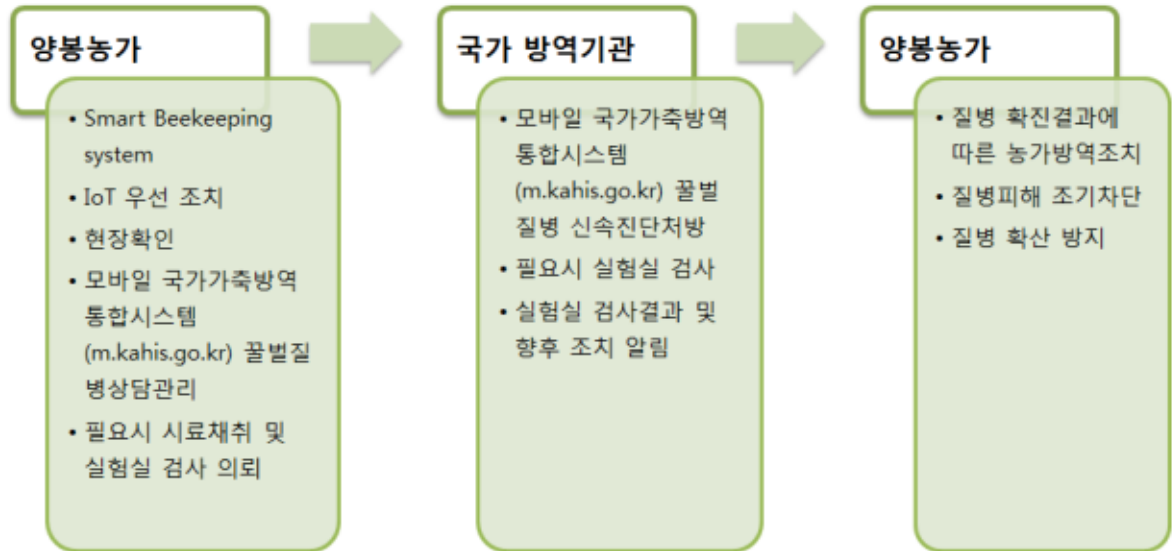 양봉농가
• Smart Beekeeping
system
• IoT 우선 조치
• 현장확인
• 모바일 국가가축방역
통합시스템
(m.kahis.go.kr) 꿀벌질
병상담관리
• 필요시 시료채취 및
실험실 검사 의뢰
국가 방역기관
• 모바일 국가가축방역
통합시스템
(m.kahis.go.kr) 꿀벌
질병 신속진단처방
• 필요시 실험실 검사
• 실험실 검사결과 및
향후 조치 알림
양봉농가
• 질병 확진결과에
따른 농가방역조치
• 질병피해 조기차단
• 질병 확산 방지